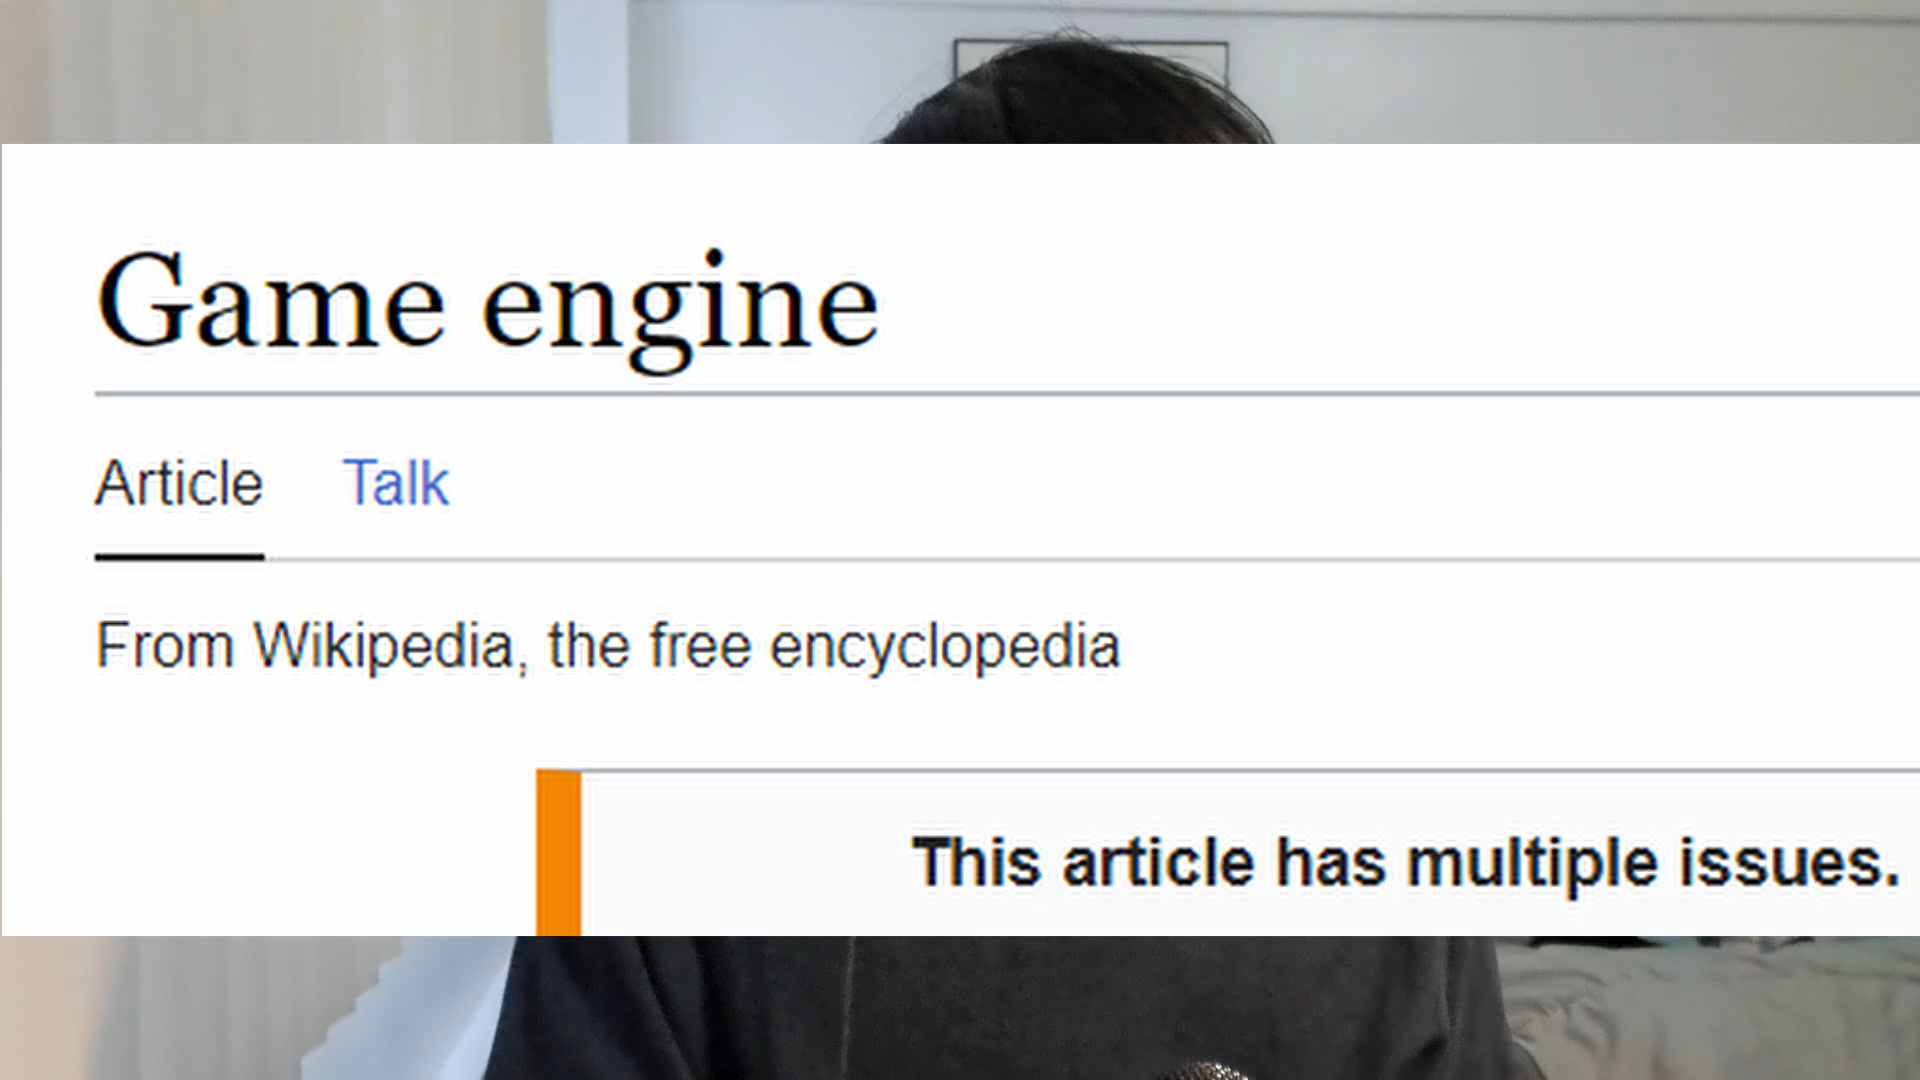 Game engine
Article Talk
From Wikipedia, the free encyclopedia
This article has multiple issues.